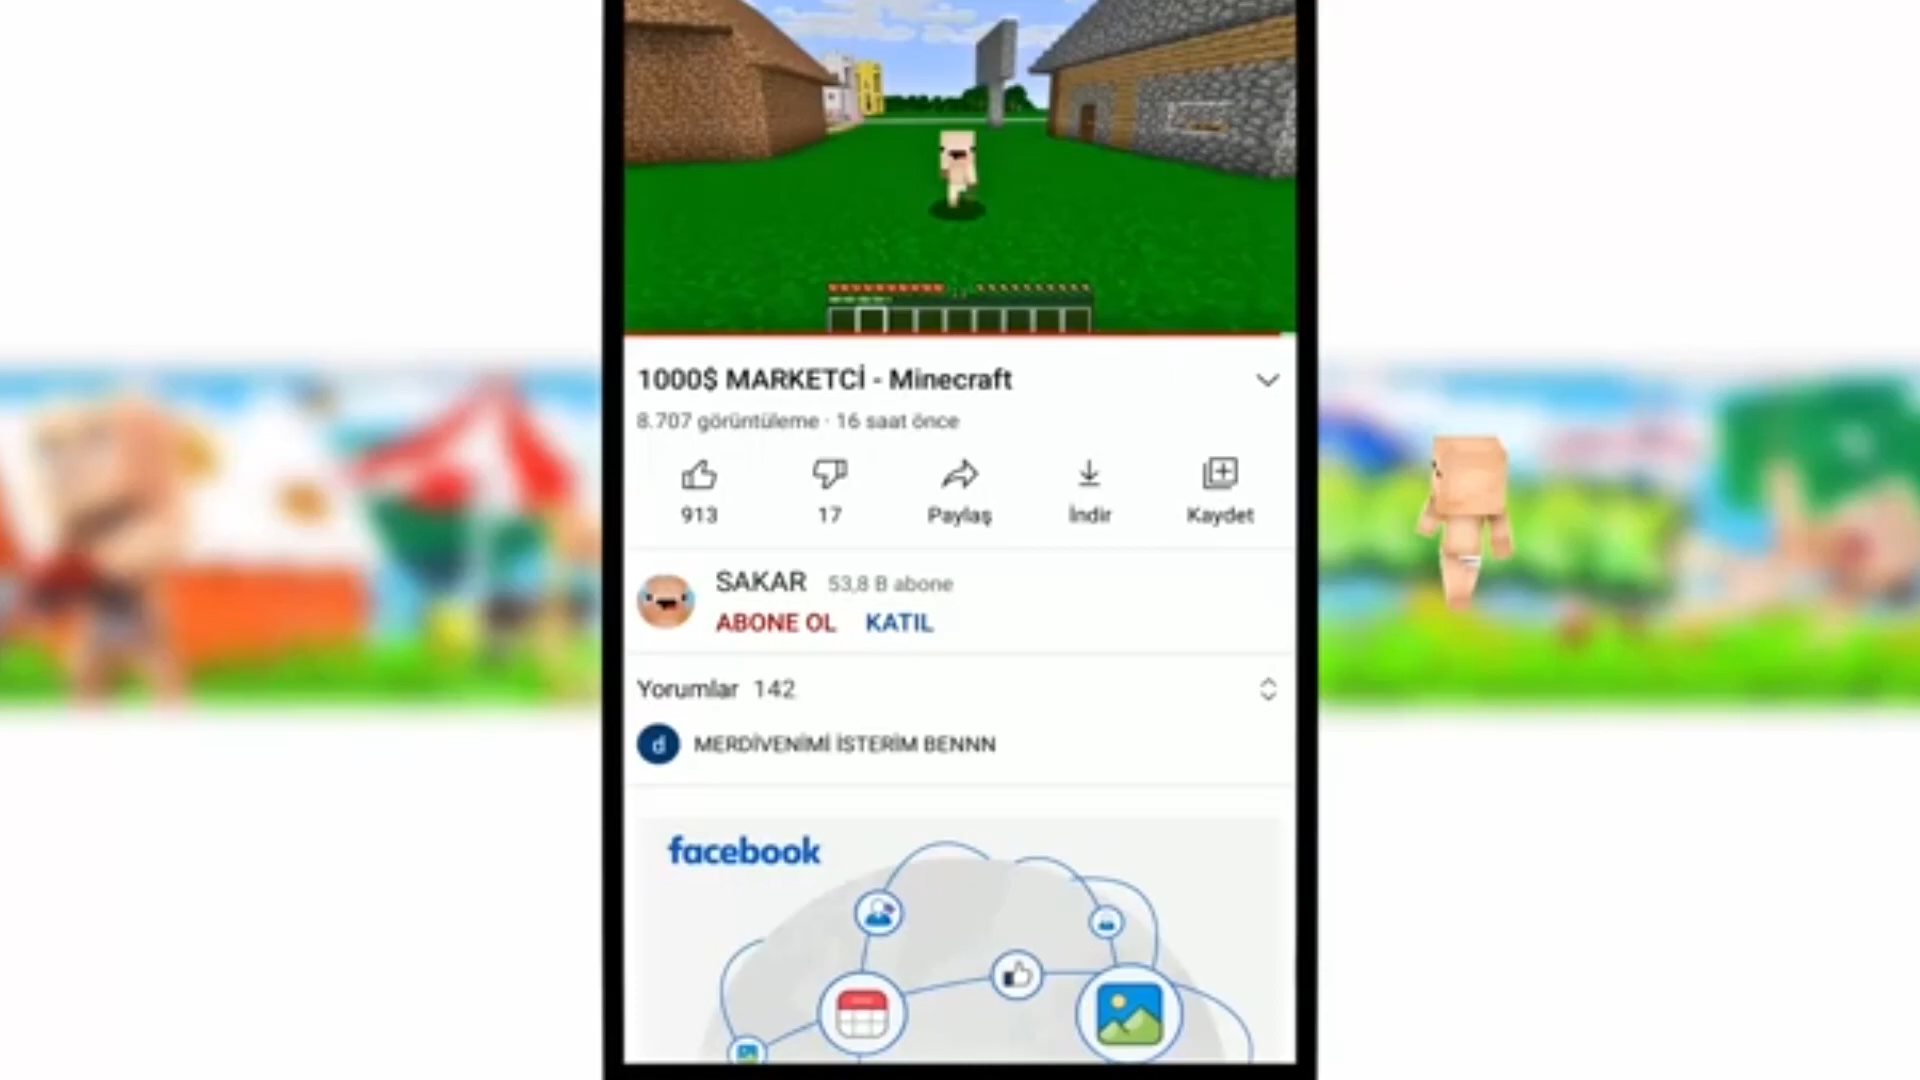 1000$ MARKETCİ - Minecraft
8.707 görüntüleme · 16 saat önce
913
17
Paylaş
İndir
Kaydet
SAKAR 53,8 B abone
ABONE OL KATIL
Yorumlar 142
d MERDİVENİMİ İSTERİM BENNN
facebook